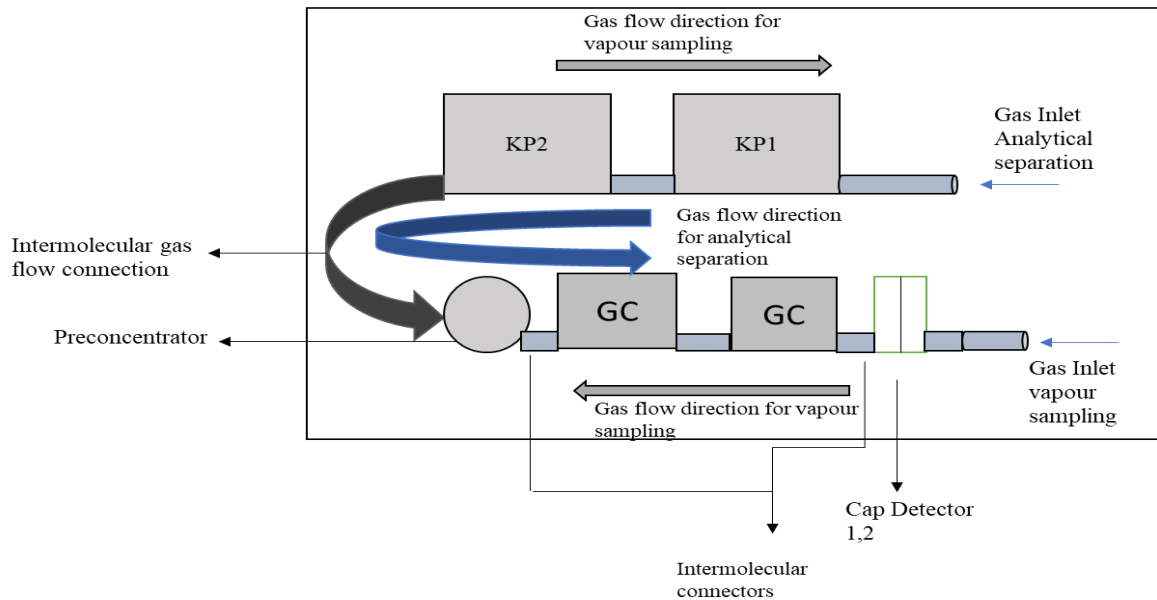 Gas flow direction for
vapour sampling
KP2
KP1
Gas Inlet
Analytical
separation
Gas flow direction
for analytical
separation
Intermolecular gas
flow connection
GC
GC
Preconcentrator
Gas Inlet
vapour
sampling
Gas flow direction for vapour
sampling
Cap Detector
1,2
Intermolecular
connectors